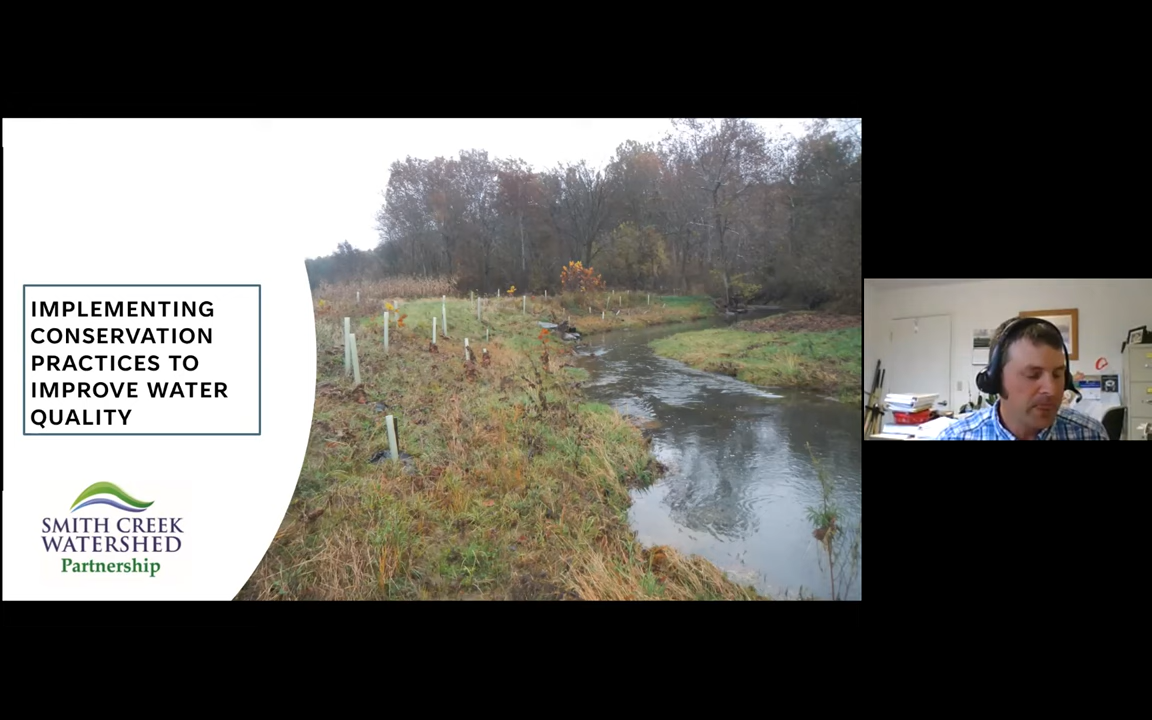 IMPLEMENTING
CONSERVATION
PRACTICES TO
IMPROVE WATER
QUALITY
SMITH CREEK
WATERSHED
Partnership